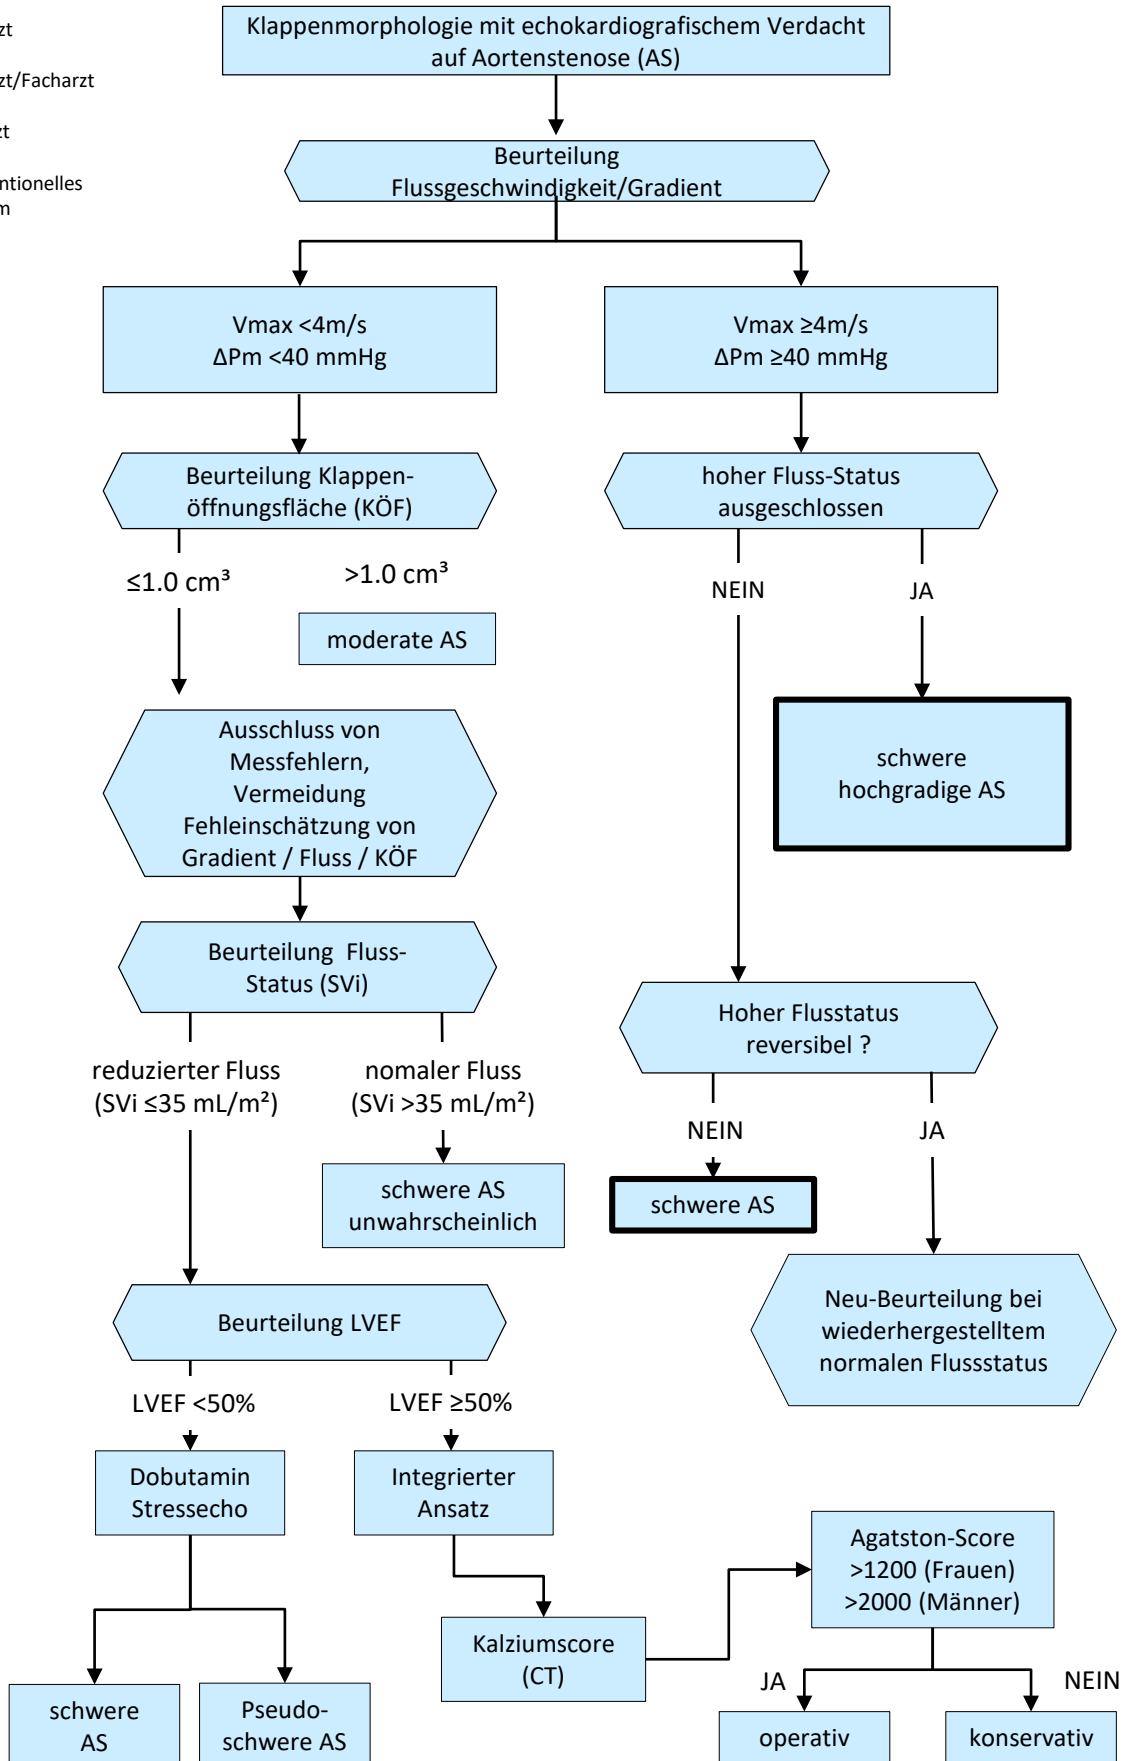 zt
zt/Facharzt
zt
ntionelles
m
Klappenmorphologie mit echokardiografischem Verdacht
auf Aortenstenose (AS)
Beurteilung
Flussgeschwindigkeit/Gradient
Vmax <4m/s
ΔPm <40 mmHg
Vmax ≥4m/s
ΔPm ≥40 mmHg
Beurteilung Klappen-
öffnungsfläche (KÖF)
hoher Fluss-Status
ausgeschlossen
≤1.0 cm³
>1.0 cm³
NEIN
JA
moderate AS
Ausschluss von
Messfehlern,
Vermeidung
Fehleinschätzung von
Gradient / Fluss / KÖF
schwere
hochgradige AS
Beurteilung Fluss-
Status (SVi)
Hoher Flusstatus
reversibel ?
reduzierter Fluss
(SVi ≤35 mL/m²)
nomaler Fluss
(SVi >35 mL/m²)
NEIN
JA
schwere AS
unwahrscheinlich
schwere AS
Neu-Beurteilung bei
wiederhergestelltem
normalen Flussstatus
Beurteilung LVEF
LVEF <50%
LVEF ≥50%
Dobutamin
Stressecho
Integrierter
Ansatz
Agatston-Score
>1200 (Frauen)
>2000 (Männer)
Kalziumscore
(CT)
JA
NEIN
schwere
AS
Pseudo-
schwere AS
operativ
konservativ